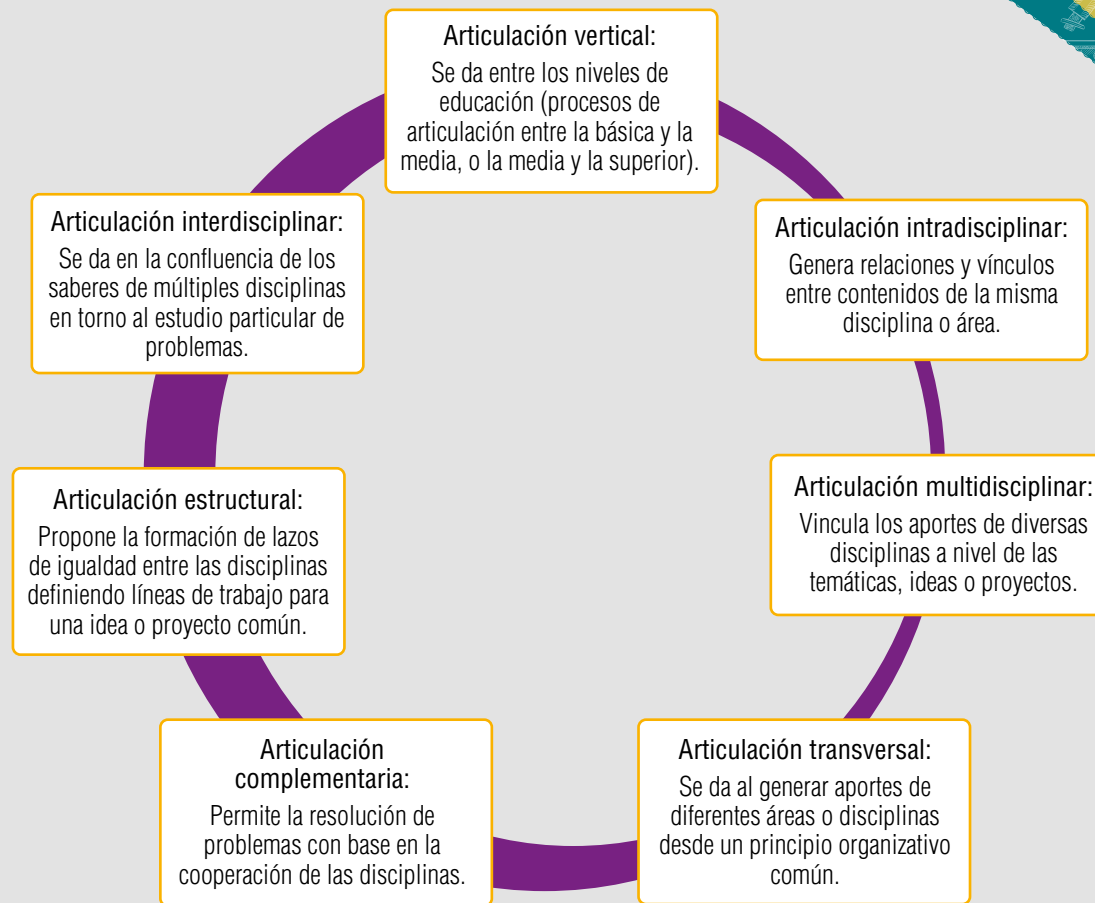 Articulación vertical:
Se da entre los niveles de
educación (procesos de
articulación entre la básica y la
media, o la media y la superior).
Articulación intradisciplinar:
Genera relaciones y vínculos
entre contenidos de la misma
disciplina o área.
Articulación multidisciplinar:
Vincula los aportes de diversas
disciplinas a nivel de las
temáticas, ideas o proyectos.
Articulación transversal:
Se da al generar aportes de
diferentes áreas o disciplinas
desde un principio organizativo
común.
Articulación
complementaria:
Permite la resolución de
problemas con base en la
cooperación de las disciplinas.
Articulación estructural:
Propone la formación de lazos
de igualdad entre las disciplinas
definiendo líneas de trabajo para
una idea o proyecto común.
Articulación interdisciplinar:
Se da en la confluencia de los
saberes de múltiples disciplinas
en torno al estudio particular de
problemas.